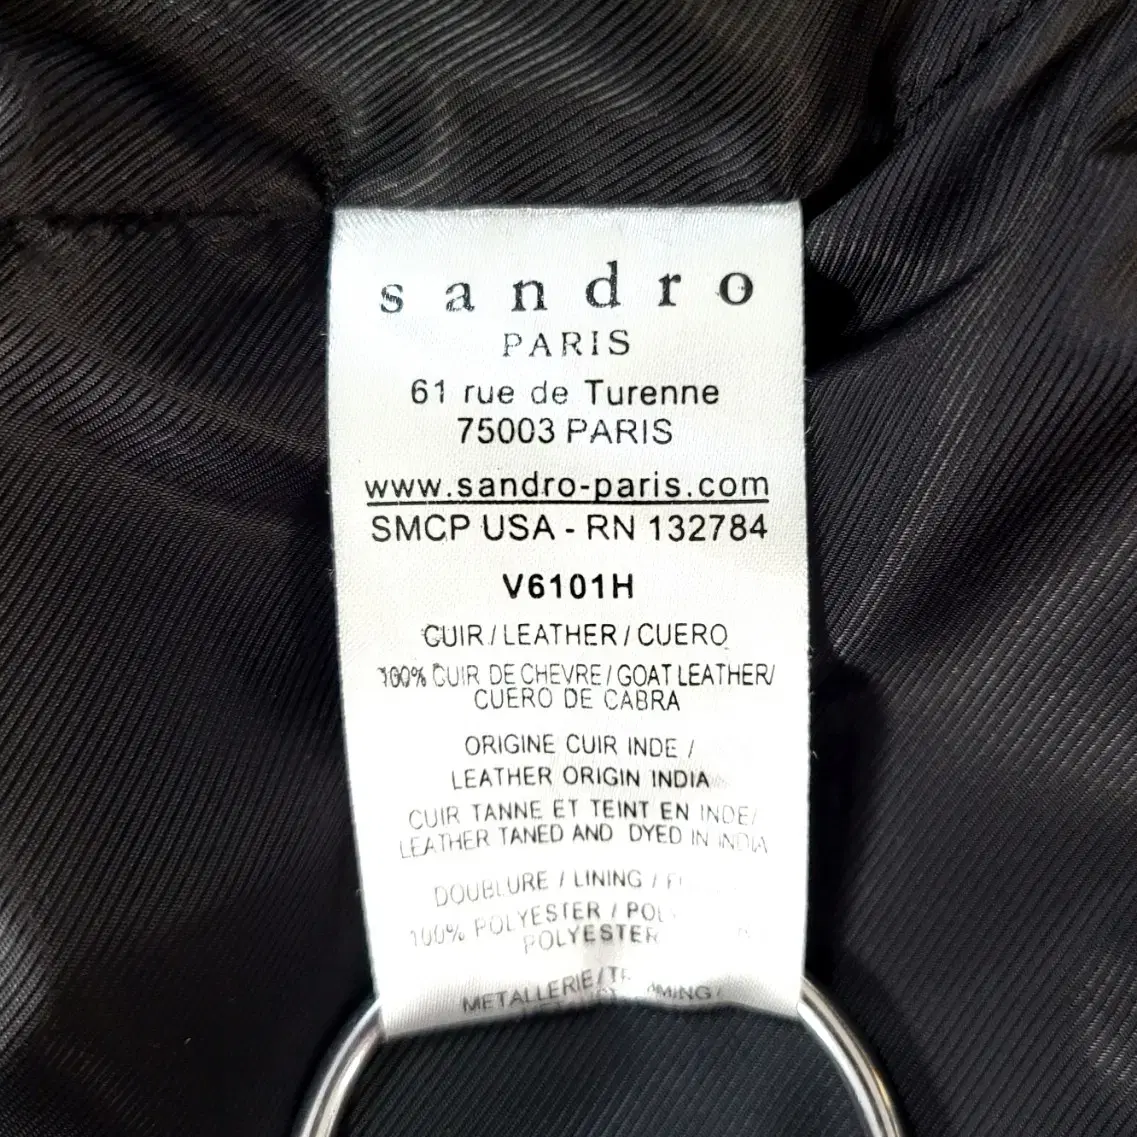 sandro
PARIS
61 rue de Turenne
75003 PARIS
www.sandro-paris.com
SMCP USA - RN 132784
V6101H
CUIR / LEATHER / CUERO
100% CUIR DE CHEVRE / GOAT LEATHER/
CUERO DE CABRA
ORIGINE CUIR INDE /
LEATHER ORIGIN INDIA
CUIR TANNE ET TEINT EN INDE/
LEATHER TANED AND DYED IN INDIA
DOUBLURE / LINING /
100% POLYESTER /
POLYESTER
METALLERIE /